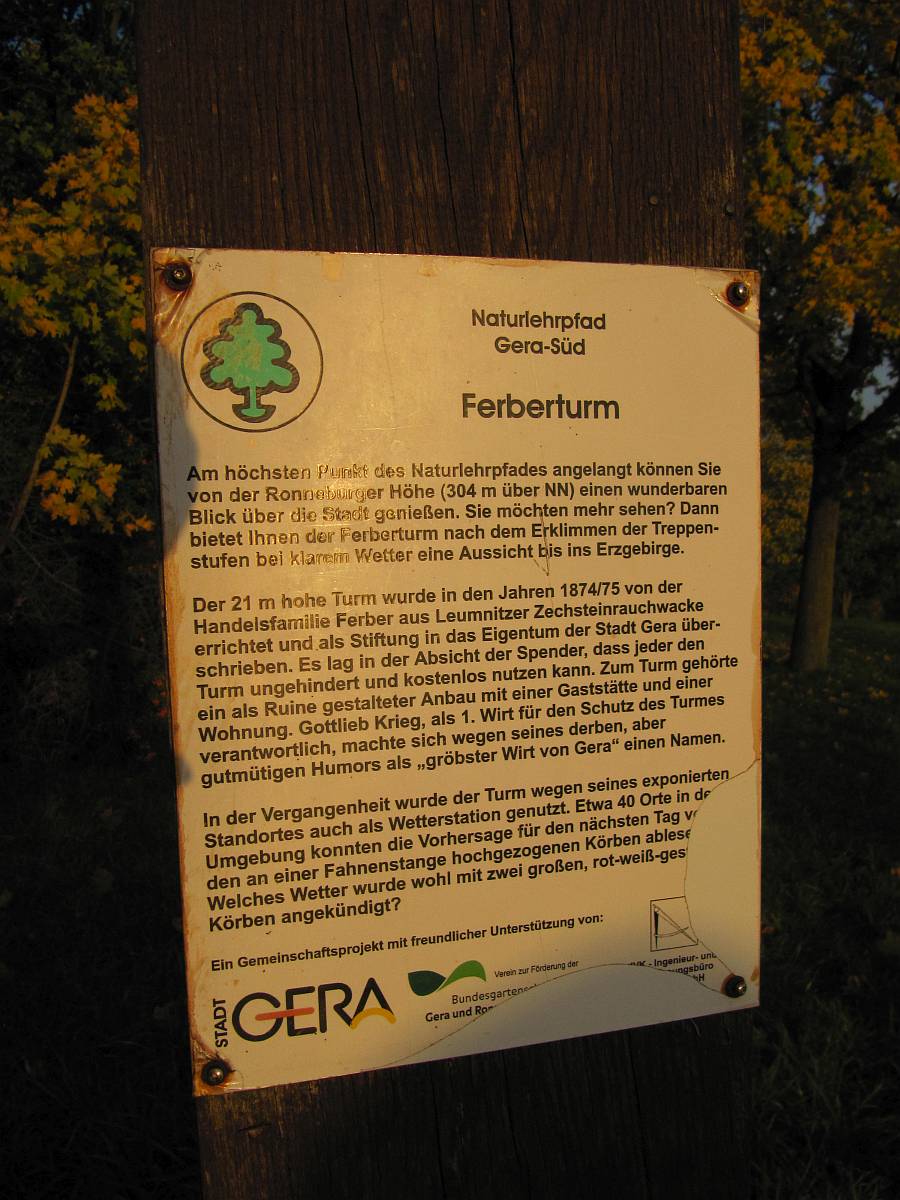 Naturlehrpfad
Gera-Süd
Ferberturm
Am höchsten Punkt des Naturlehrpfades angelangt können Sie
von der Ronneburger Höhe (304 m über NN) einen wunderbaren
Blick über die Stadt genießen. Sie möchten mehr sehen? Dann
bietet Ihnen der Ferberturm nach dem Erklimmen der Treppen-
stufen bei klarem Wetter eine Aussicht bis ins Erzgebirge.
Der 21 m hohe Turm wurde in den Jahren 1874/75 von der
Handelsfamilie Ferber aus Leumnitzer Zechsteinrauchwacke
errichtet und als Stiftung in das Eigentum der Stadt Gera über-
schrieben. Es lag in der Absicht der Spender, dass jeder den
Turm ungehindert und kostenlos nutzen kann. Zum Turm gehörte
ein als Ruine gestalteter Anbau mit einer Gaststätte und einer
Wohnung. Gottlieb Krieg, als 1. Wirt für den Schutz des Turmes
verantwortlich, machte sich wegen seines derben, aber
gutmütigen Humors als „gröbster Wirt von Gera“ einen Namen.
In der Vergangenheit wurde der Turm wegen seines exponierten
Standortes auch als Wetterstation genutzt. Etwa 40 Orte in
Umgebung konnten die Vorhersage für den nächsten Tag
den an einer Fahnenstange hochgezogenen Körben
Welches Wetter wurde wohl mit zwei großen,
Körben angekündigt?
Ein Gemeinschaftsprojekt mit freundlicher Unterstützung von:
STADT GERA
Verein zur Förderung der
Gera und
- Ingenieur- und